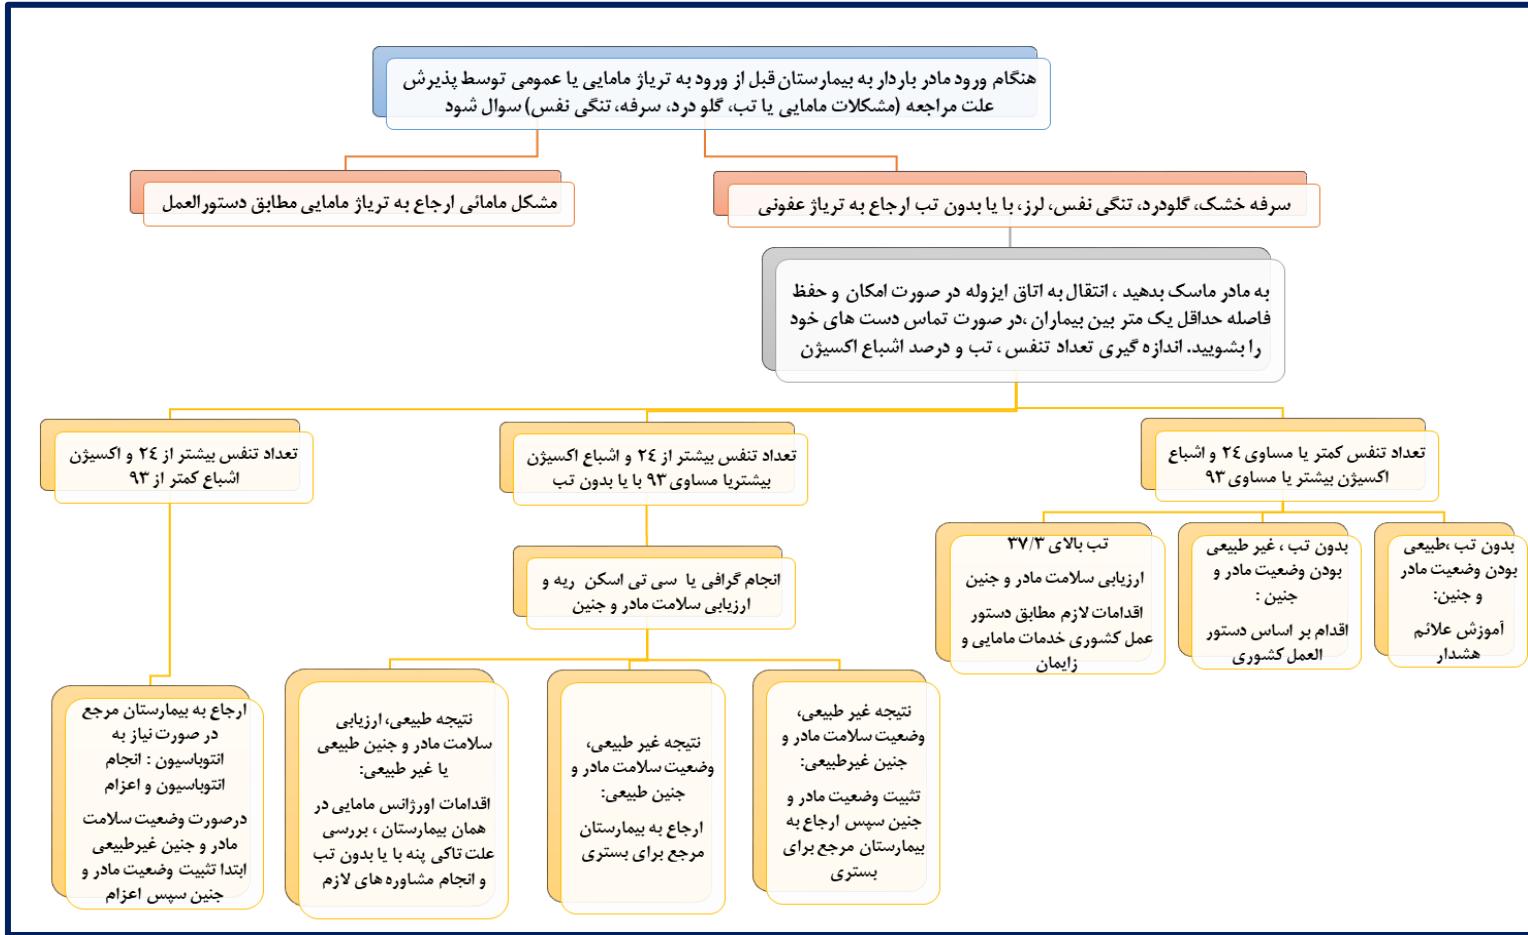 هنگام ورود مادر باردار به بیمارستان قبل از ورود به تریاژ مامایی یا عمومی توسط پذیرش
علت مراجعه (مشکلات مامایی یا تب، گلو درد، سرفه، تنگی نفس) سوال شود
سرفه خشک، گلودرد، تنگی نفس، لرز، با یا بدون تب ارجاع به تریاژ عفونی
مشکل مامائی ارجاع به تریاژ مامایی مطابق دستورالعمل
به مادر ماسک بدهید ، انتقال به اتاق ایزوله در صورت امکان و حفظ
فاصله حداقل یک متر بین بیماران ،در صورت تماس دست های خود
را بشویید. اندازه گیری تعداد تنفس ، تب و درصد اشباع اکسیژن
تعداد تنفس کمتر یا مساوی ۲٤ و اشباع
اکسیژن بیشتر یا مساوی ۹۳
تعداد تنفس بیشتر از ۲٤ و اشباع اکسیژن
بیشتریا مساوی ۹۳ با یا بدون تب
تعداد تنفس بیشتر از ۲٤ و اکسیژن
اشباع کمتر از ۹۳
بدون تب ،طبیعی
بودن وضعیت مادر
و جنین:
آموزش علائم
هشدار
بدون تب ، غیر طبیعی
بودن وضعیت مادر و
جنین :
اقدام بر اساس دستور
العمل کشوری
تب بالای ۳۷/۳
ارزیابی سلامت مادر و جنین
اقدامات لازم مطابق دستور
عمل کشوری خدمات مامایی و
زایمان
انجام گرافی یا سی تی اسکن ریه و
ارزیابی سلامت مادر و جنین
نتیجه غیر طبیعی،
وضعیت سلامت مادر و
جنین غیرطبیعی:
تثبیت وضعیت مادر و
جنین سپس ارجاع به
بیمارستان مرجع برای
بستری
نتیجه غیر طبیعی،
وضعیت سلامت مادر و
جنین طبیعی:
ارجاع به بیمارستان
مرجع برای بستری
نتیجه طبیعی، ارزیابی
سلامت مادر و جنین طبیعی
یا غیر طبیعی:
اقدامات اورژانس مامایی در
همان بیمارستان ، بررسی
علت تاکی پنه با یا بدون تب
و انجام مشاوره های لازم
ارجاع به بیمارستان مرجع
در صورت نیاز به
انتوباسیون : انجام
انتوباسیون و اعزام
درصورت وضعیت سلامت
مادر و جنین غیرطبیعی
ابتدا تثبیت وضعیت مادر و
جنین سپس اعزام